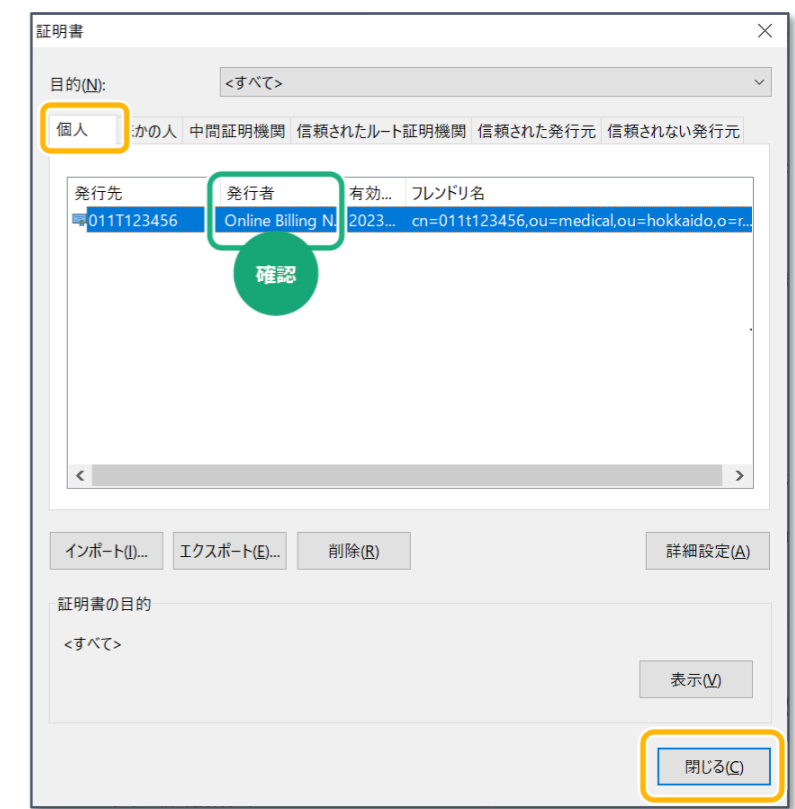 証明書
目的(N): <すべて>
個人 ほかの人 中間証明機関 信頼されたルート証明機関 信頼された発行元 信頼されない発行元
発行先 発行者 有効... フレンドリ名
011T123456 Online Billing N... 2023... cn=011t123456,ou=medical,ou=hokkaido,o=r...
確認
インポート(I)... エクスポート(E)... 削除(R) 詳細設定(A)
証明書の目的
<すべて>
表示(V)
閉じる(C)